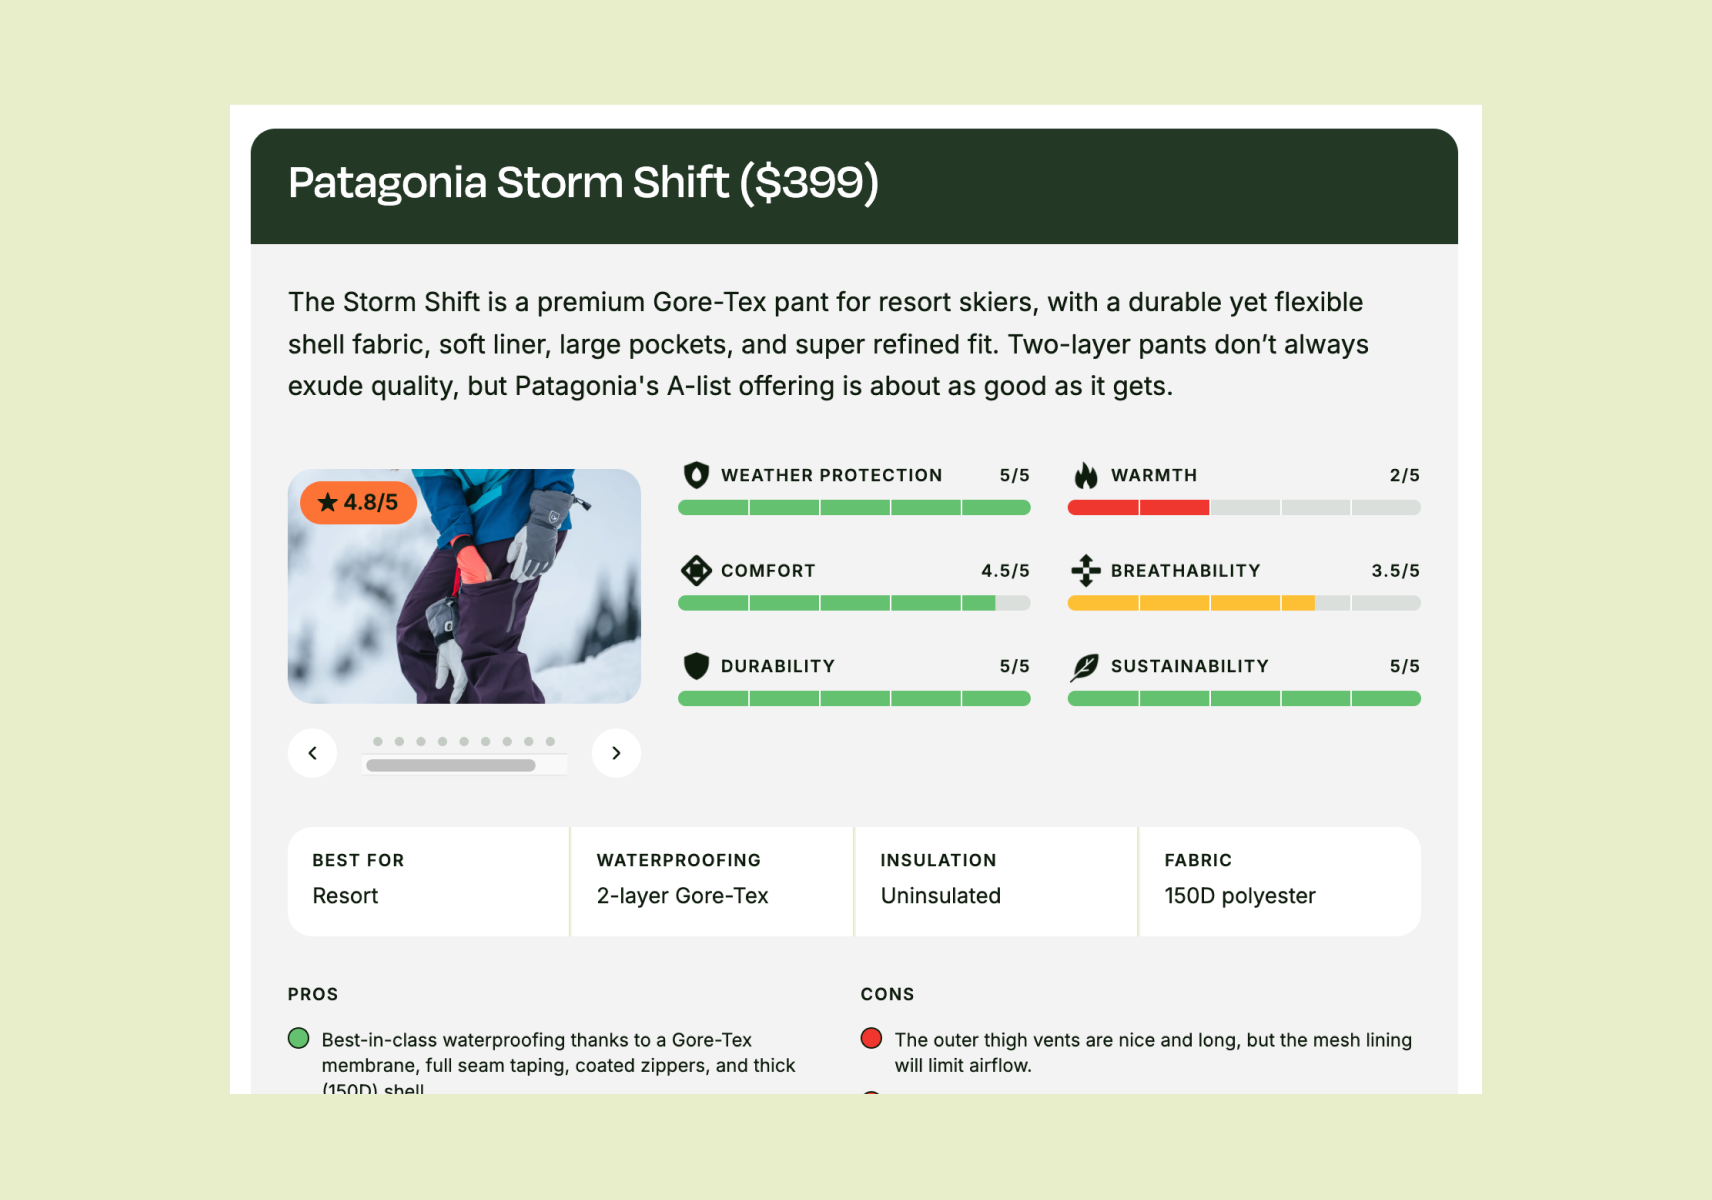 Patagonia Storm Shift ($399)
The Storm Shift is a premium Gore-Tex pant for resort skiers, with a durable yet flexible
shell fabric, soft liner, large pockets, and super refined fit. Two-layer pants don’t always
exude quality, but Patagonia's A-list offering is about as good as it gets.
★ 4.8/5
WEATHER PROTECTION 5/5
WARMTH 2/5
COMFORT 4.5/5
BREATHABILITY 3.5/5
DURABILITY 5/5
SUSTAINABILITY 5/5
BEST FOR
Resort
WATERPROOFING
2-layer Gore-Tex
INSULATION
Uninsulated
FABRIC
150D polyester
PROS
Best-in-class waterproofing thanks to a Gore-Tex
membrane, full seam taping, coated zippers, and thick
(150D) shell
CONS
The outer thigh vents are nice and long, but the mesh lining
will limit airflow.